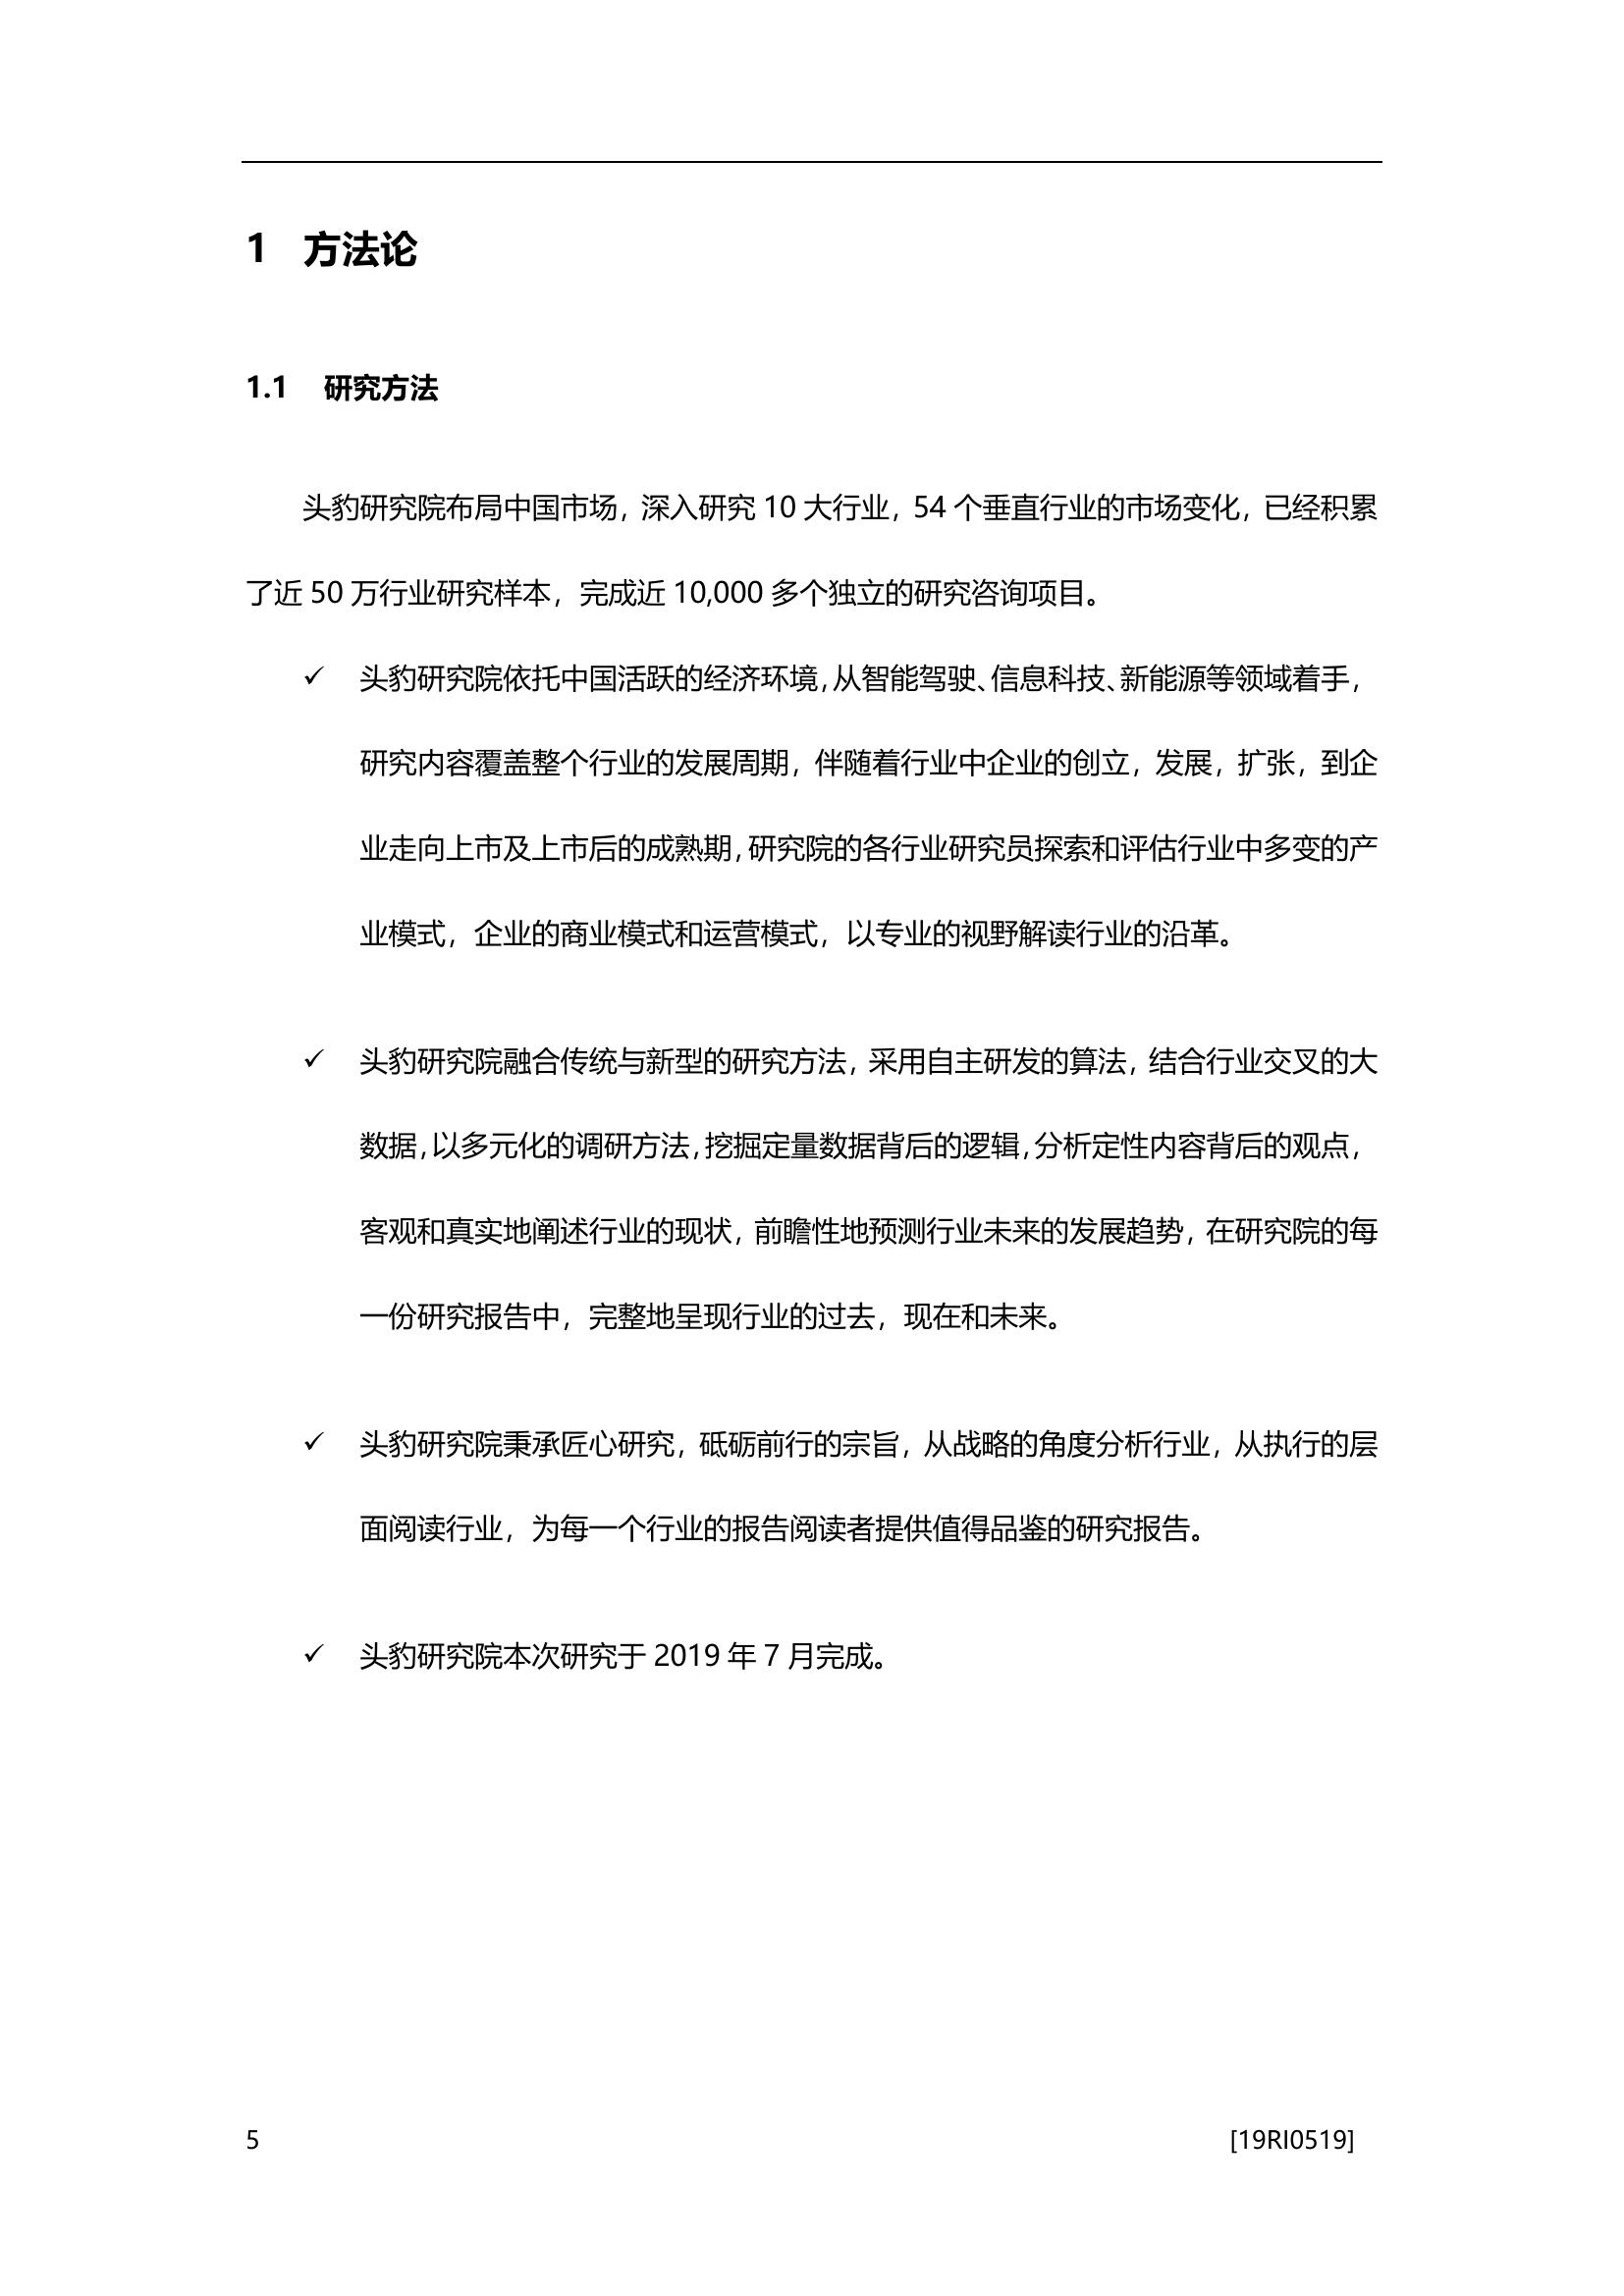 1 方法论
1.1 研究方法
头豹研究院布局中国市场，深入研究 10 大行业，54 个垂直行业的市场变化，已经积累
了近 50 万行业研究样本，完成近 10,000 多个独立的研究咨询项目。
✓ 头豹研究院依托中国活跃的经济环境，从智能驾驶、信息科技、新能源等领域着手，
研究内容覆盖整个行业的发展周期，伴随着行业中企业的创立，发展，扩张，到企
业走向上市及上市后的成熟期，研究院的各行业研究员探索和评估行业中多变的产
业模式，企业的商业模式和运营模式，以专业的视野解读行业的沿革。
✓ 头豹研究院融合传统与新型的研究方法，采用自主研发的算法，结合行业交叉的大
数据，以多元化的调研方法，挖掘定量数据背后的逻辑，分析定性内容背后的观点，
客观和真实地阐述行业的现状，前瞻性地预测行业未来的发展趋势，在研究院的每
一份研究报告中，完整地呈现行业的过去，现在和未来。
✓ 头豹研究院秉承匠心研究，砥砺前行的宗旨，从战略的角度分析行业，从执行的层
面阅读行业，为每一个行业的报告阅读者提供值得品鉴的研究报告。
✓ 头豹研究院本次研究于 2019 年 7 月完成。
5 [19RI0519]